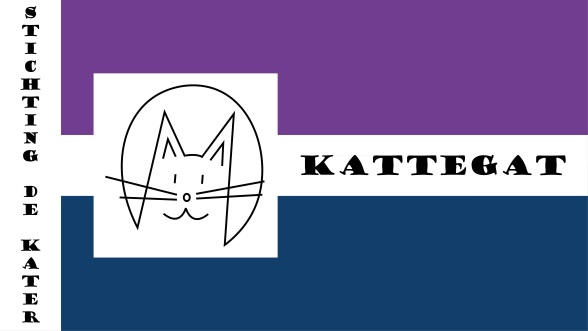 STICHTING DE KATER
KATTEGAT